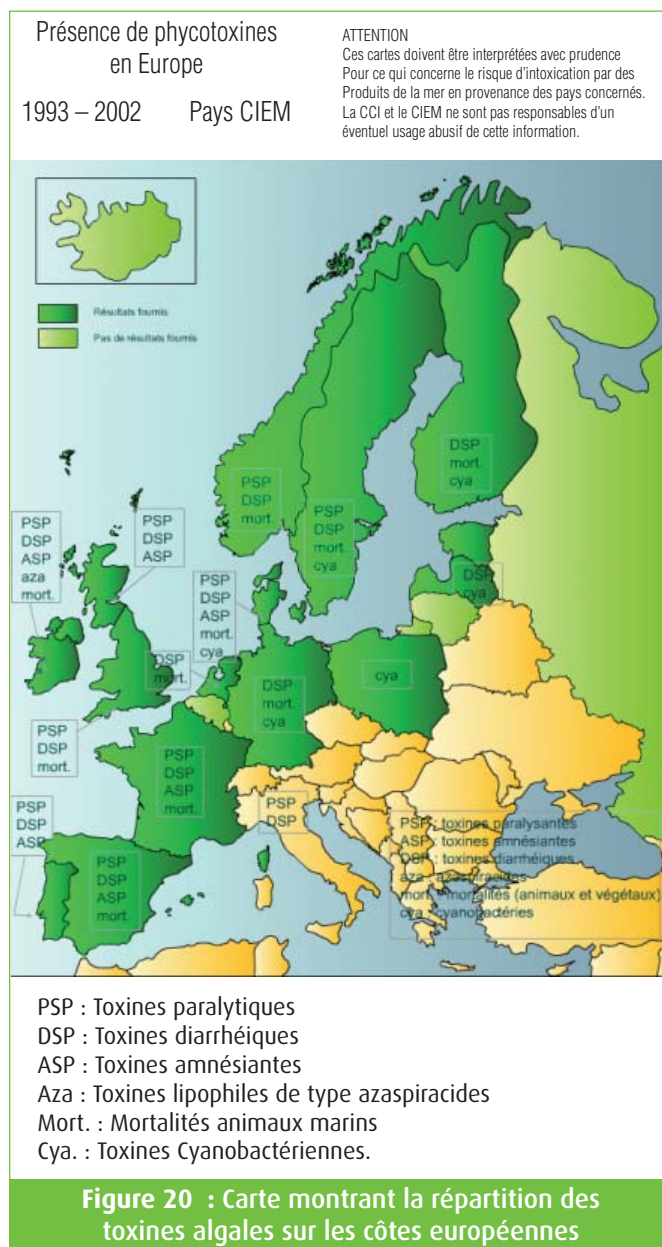 Présence de phycotoxines
en Europe
1993 – 2002 Pays CIEM
ATTENTION
Ces cartes doivent être interprétées avec prudence
Pour ce qui concerne le risque d'intoxication par des
Produits de la mer en provenance des pays concernés.
La CCI et le CIEM ne sont pas responsables d'un
éventuel usage abusif de cette information.
Résultats fournis
Pas de résultats fournis
DSP
mort.
cya
PSP
DSP
mort.
PSP
DSP
mort.
cya
PSP
DSP
ASP
aza
mort.
PSP
DSP
ASP
PSP
DSP
ASP
mort.
cya
DSP
cya
DSP
mort.
DSP
mort.
cya
cya
PSP
DSP
mort.
PSP
DSP
ASP
mort.
PSP
DSP
PSP
DSP
ASP
PSP
DSP
ASP
mort.
PSP : toxines paralysantes
ASP : toxines amnésiantes
DSP : toxines diarhéiques
aza : azaspiracides
mort : mortalités (animaux et végétaux)
cya : cyanobactéries
PSP : Toxines paralytiques
DSP : Toxines diarrhéiques
ASP : Toxines amnésiantes
Aza : Toxines lipophiles de type azaspiracides
Mort. : Mortalités animaux marins
Cya. : Toxines Cyanobactériennes.
Figure 20 : Carte montrant la répartition des
toxines algales sur les côtes européennes